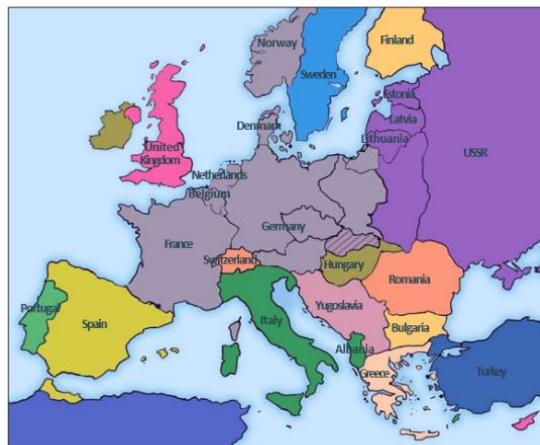 Norway
Finland
Sweden
Estonia
Latvia
Denmark
Lithuania
United
Kingdom
USSR
Netherlands
Belgium
Germany
France
Switzerland
Hungary
Romania
Portugal
Spain
Italy
Yugoslavia
Bulgaria
Albania
Greece
Turkey